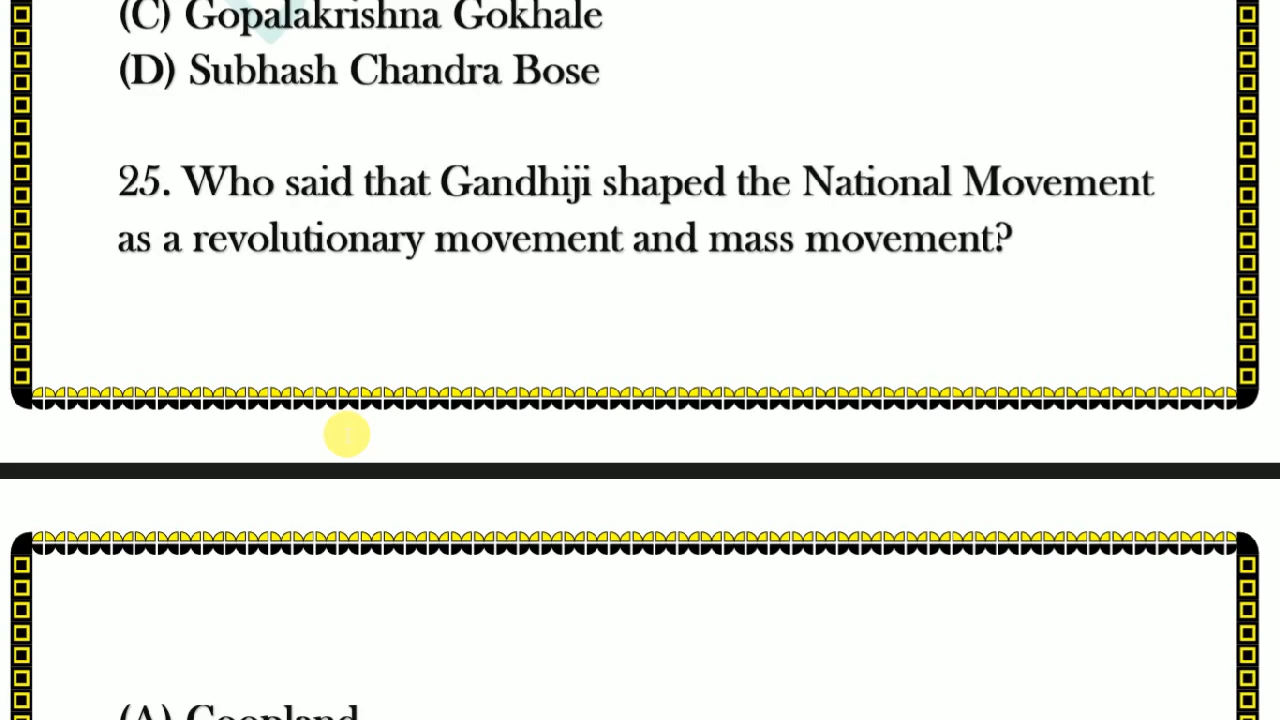 (C) Gopalakrishna Gokhale
(D) Subhash Chandra Bose
25. Who said that Gandhiji shaped the National Movement
as a revolutionary movement and mass movement?
(A) Coopland